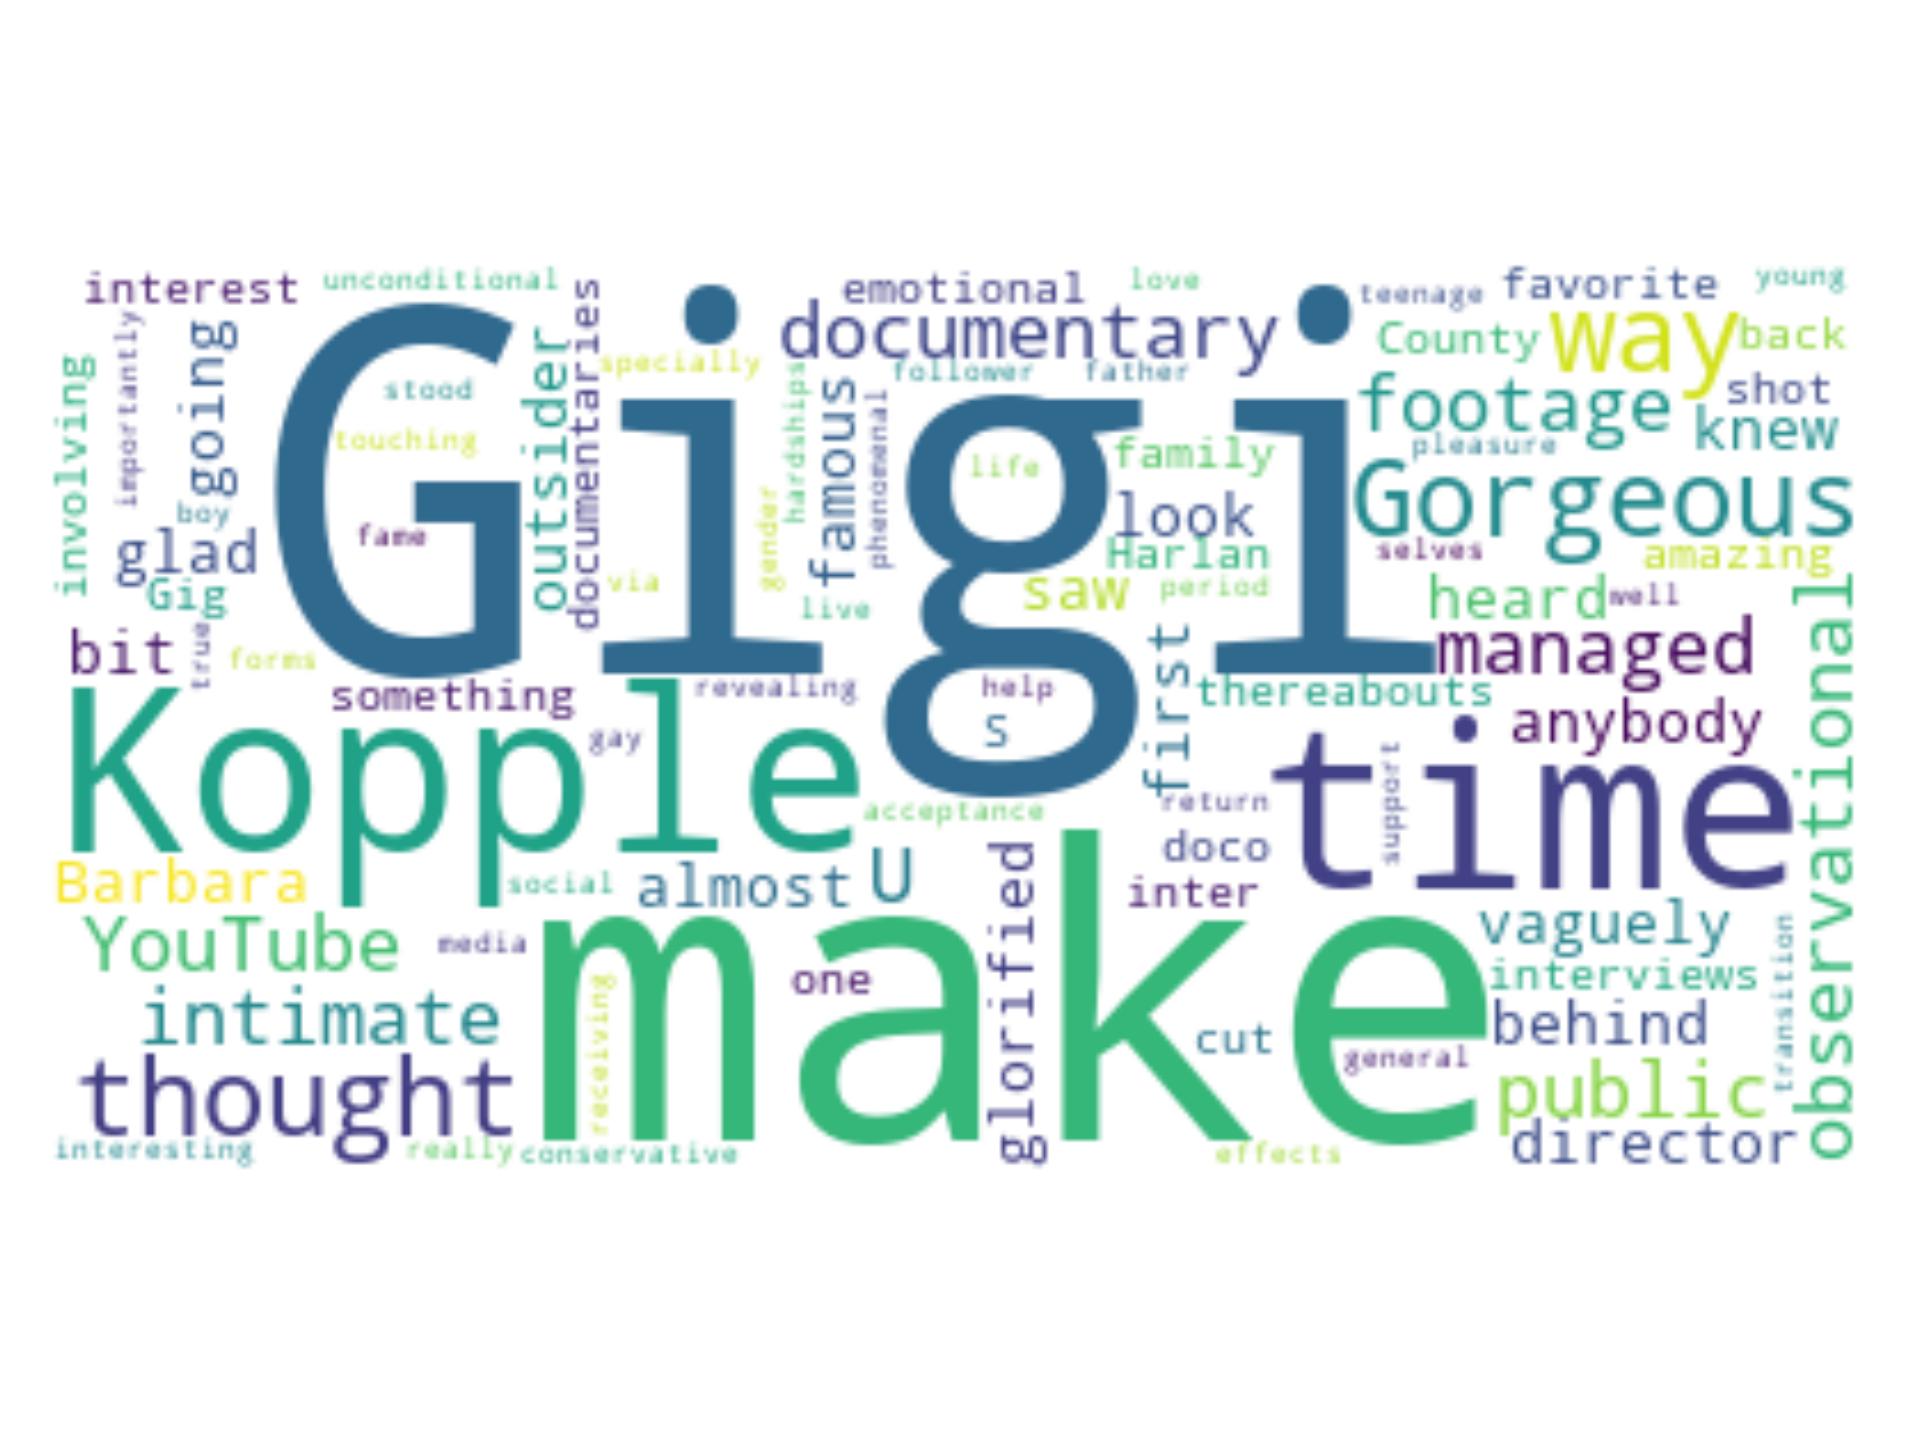 interest
unconditional
documentaries
emotional
love
teenage
favorite
young
importantly
going
Gigi
documentary
County
way
back
involving
stood
outsider
specially
follower
father
footage
shot
knew
touching
hardships
famous
phenomenal
life
family
pleasure
boy
fame
gender
look
Gorgeous
glad
Harlan
selves
amazing
Gig
via
live
saw
period
heard
well
bit
true
forms
managed
observational
something
revealing
help
first
thereabouts
Kopple
gay
S
time
anybody
acceptance
return
support
Barbara
social
almost
U
glorified
doco
inter
YouTube
media
make
one
vaguely
interviews
transition
intimate
receiving
cut
behind
thought
general
public
interesting
really
conservative
effects
director